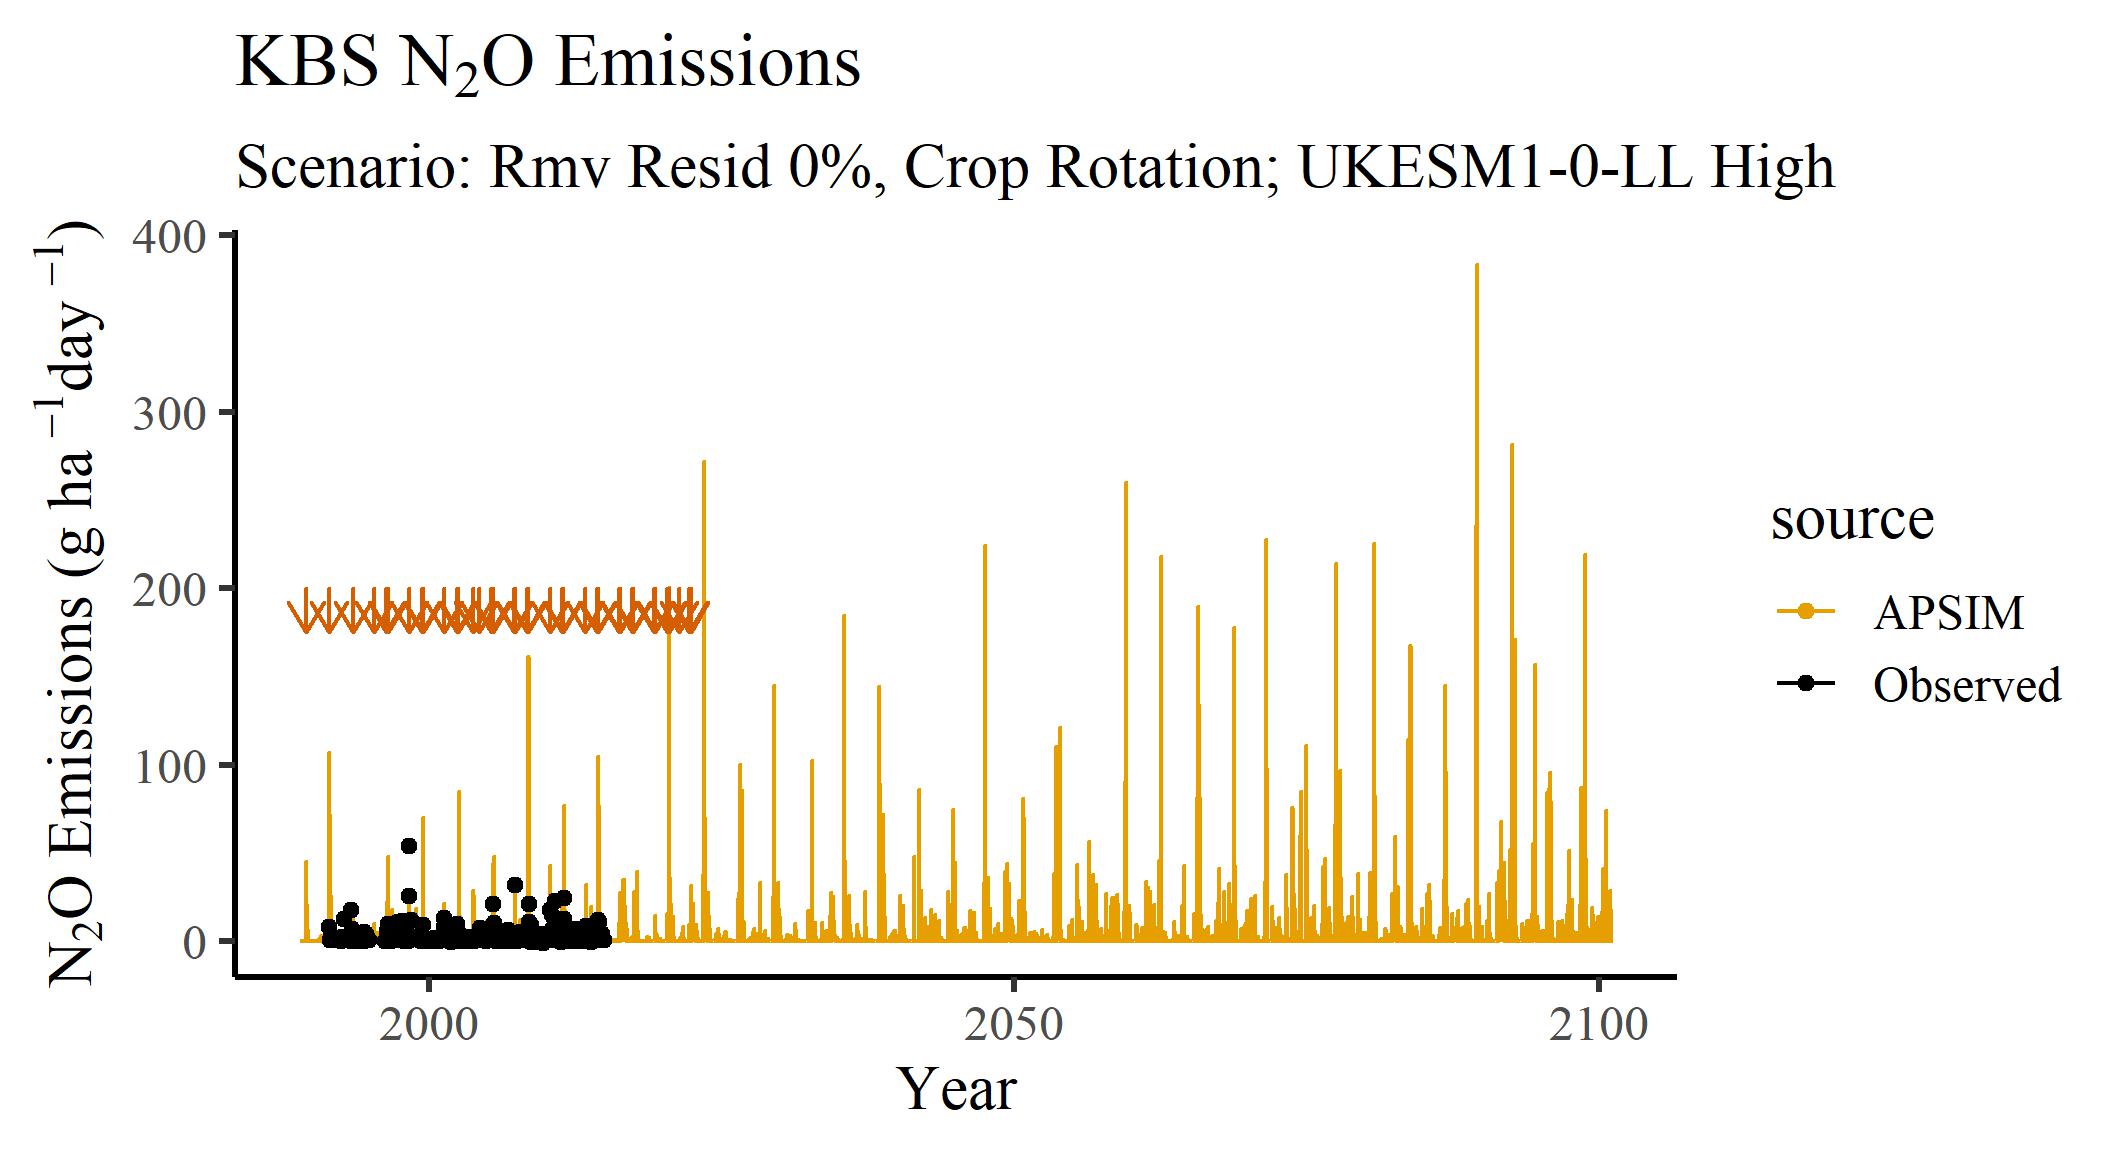 KBS N₂O Emissions
Scenario: Rmv Resid 0%, Crop Rotation; UKESM1-0-LL High
N₂O Emissions (g ha ⁻¹day ⁻¹)
400
300
200
100
0
2000
2050
2100
Year
source
APSIM
Observed